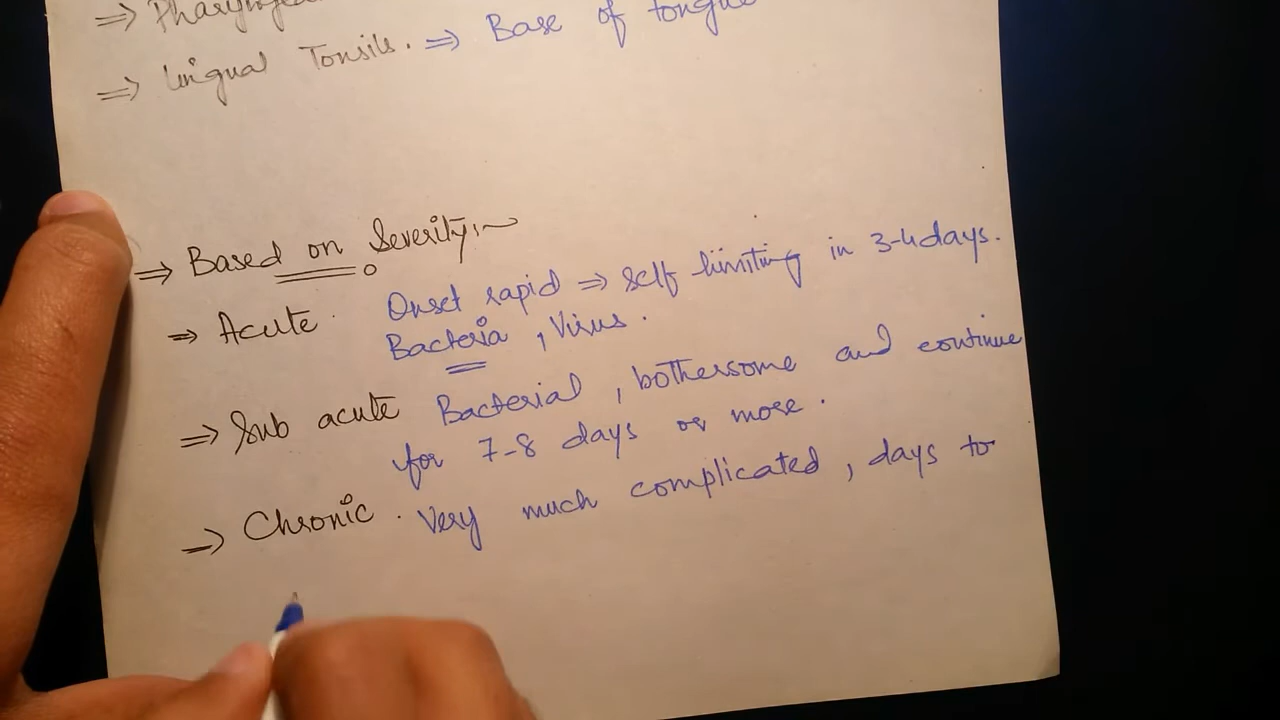 ⇒ 
⇒ Lingual Tonsils. ⇒ Base of tongue
⇒ Based on Severity:~
⇒ Acute. Onset rapid ⇒ Self limiting in 3-4 days.
Bacteria, Virus.
⇒ Sub acute Bacterial, bothersome and continue
for 7-8 days or more.
→ Chronic. Very much complicated, days to